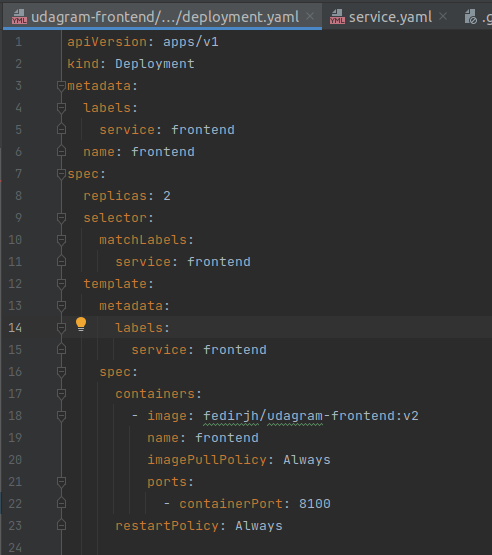 udagram-frontend/.../deployment.yaml × service.yaml × .g
1 apiVersion: apps/v1
2 kind: Deployment
3 metadata:
4   labels:
5     service: frontend
6   name: frontend
7 spec:
8   replicas: 2
9   selector:
10     matchLabels:
11       service: frontend
12   template:
13     metadata:
14       labels:
15         service: frontend
16     spec:
17       containers:
18         - image: fedirjh/udagram-frontend:v2
19           name: frontend
20           imagePullPolicy: Always
21           ports:
22             - containerPort: 8100
23       restartPolicy: Always
24